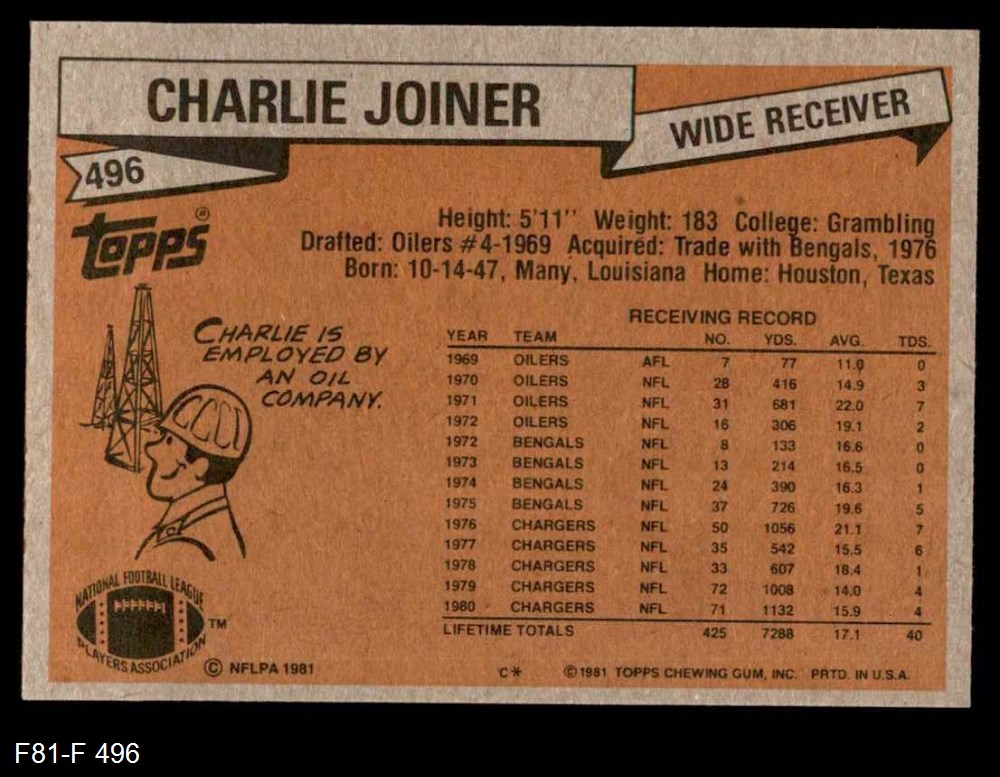 CHARLIE JOINER
WIDE RECEIVER
496
TOPPS®
Height: 5'11'' Weight: 183 College: Grambling
Drafted: Oilers #4-1969 Acquired: Trade with Bengals, 1976
Born: 10-14-47, Many, Louisiana Home: Houston, Texas
CHARLIE IS
EMPLOYED BY
AN OIL
COMPANY.
RECEIVING RECORD
YEAR TEAM NO. YDS. AVG. TDS.
1969 OILERS AFL 7 77 11.0 0
1970 OILERS NFL 28 416 14.9 3
1971 OILERS NFL 31 681 22.0 7
1972 OILERS NFL 16 306 19.1 2
1972 BENGALS NFL 8 133 16.6 0
1973 BENGALS NFL 13 214 16.5 0
1974 BENGALS NFL 24 390 16.3 1
1975 BENGALS NFL 37 726 19.6 5
1976 CHARGERS NFL 50 1056 21.1 7
1977 CHARGERS NFL 35 542 15.5 6
1978 CHARGERS NFL 33 607 18.4 1
1979 CHARGERS NFL 72 1008 14.0 4
1980 CHARGERS NFL 71 1132 15.9 4
LIFETIME TOTALS 425 7288 17.1 40
NATIONAL FOOTBALL LEAGUE
PLAYERS ASSOCIATION
TM
© NFLPA 1981
C*
© 1981 TOPPS CHEWING GUM, INC. PRTD. IN U.S.A.
F81-F 496